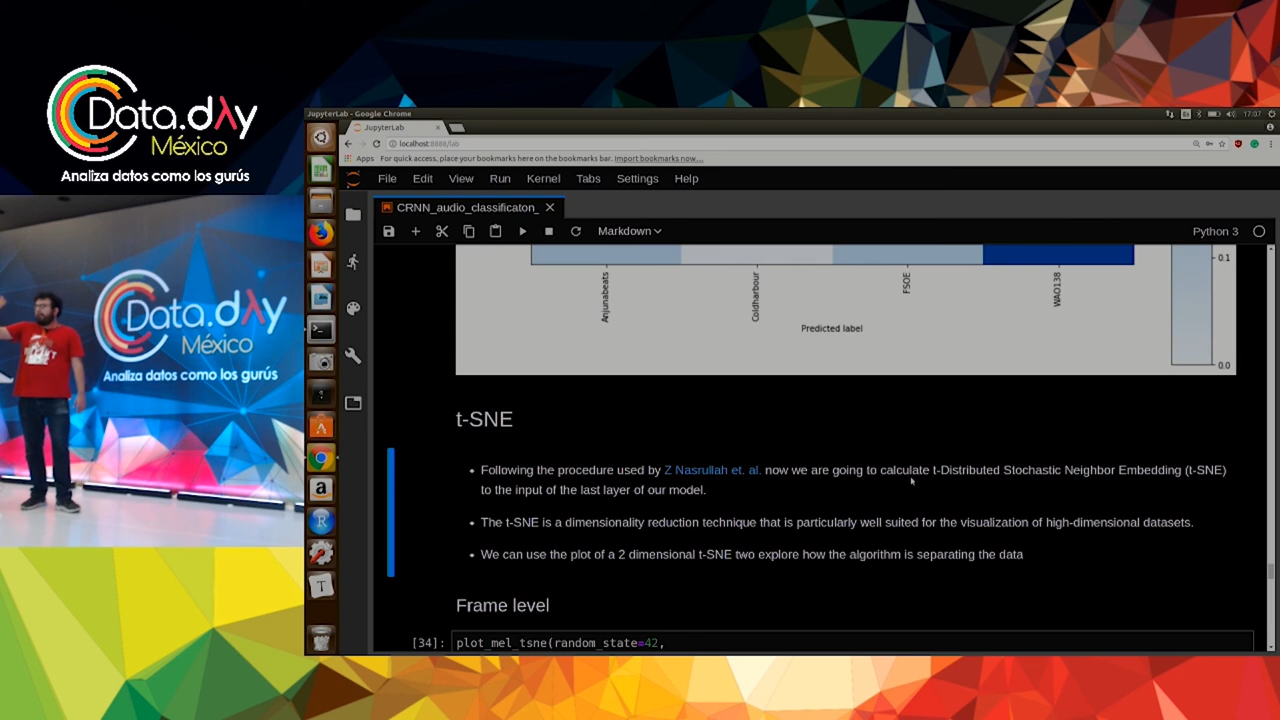 Data.dAy
México
Analiza datos como los gurús
Data.dAy
México
Analiza datos como los gurús
JupyterLab - Google Chrome
17:07
JupyterLab
localhost:8888/lab
Apps For quick access, place your bookmarks here on the bookmarks bar. Import bookmarks now...
File Edit View Run Kernel Tabs Settings Help
CRNN_audio_classificaton_
Markdown
Python 3
0.1
Anjunabeats
Coldharbour
FSOE
WAO138
Predicted label
0.0
t-SNE
• Following the procedure used by Z Nasrullah et. al. now we are going to calculate t-Distributed Stochastic Neighbor Embedding (t-SNE)
to the input of the last layer of our model.
• The t-SNE is a dimensionality reduction technique that is particularly well suited for the visualization of high-dimensional datasets.
• We can use the plot of a 2 dimensional t-SNE two explore how the algorithm is separating the data
Frame level
[34]: plot_mel_tsne(random_state=42,